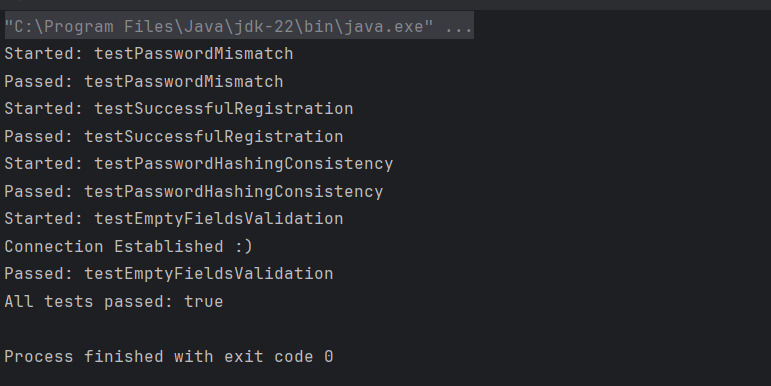 "C:\Program Files\Java\jdk-22\bin\java.exe" ...
Started: testPasswordMismatch
Passed: testPasswordMismatch
Started: testSuccessfulRegistration
Passed: testSuccessfulRegistration
Started: testPasswordHashingConsistency
Passed: testPasswordHashingConsistency
Started: testEmptyFieldsValidation
Connection Established :)
Passed: testEmptyFieldsValidation
All tests passed: true
Process finished with exit code 0